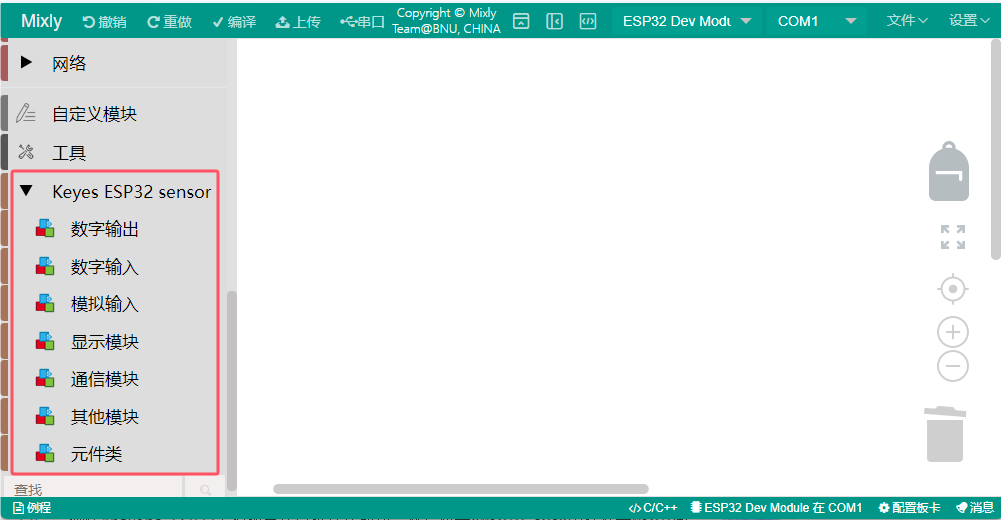 Mixly 撤销 重做 编译 上传 串口 Copyright © Mixly Team@BNU, CHINA ESP32 Dev Modu COM1 文件 设置
网络
自定义模块
工具
Keyes ESP32 sensor
数字输出
数字输入
模拟输入
显示模块
通信模块
其他模块
元件类
查找
例程 C/C++ ESP32 Dev Module 在 COM1 配置板卡 消息